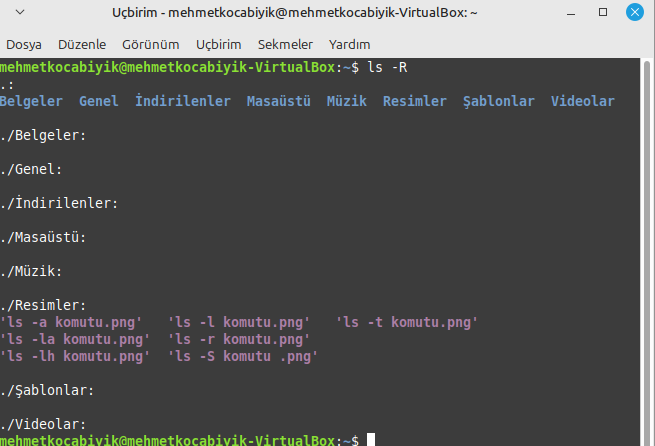 Uçbirim - mehmetkocabiyik@mehmetkocabiyik-VirtualBox: ~
Dosya Düzenle Görünüm Uçbirim Sekmeler Yardım
mehmetkocabiyik@mehmetkocabiyik-VirtualBox:~$ ls -R
.:
Belgeler Genel İndirilenler Masaüstü Müzik Resimler Şablonlar Videolar
./Belgeler:
./Genel:
./İndirilenler:
./Masaüstü:
./Müzik:
./Resimler:
'ls -a komutu.png' 'ls -l komutu.png' 'ls -t komutu.png'
'ls -la komutu.png' 'ls -r komutu.png'
'ls -lh komutu.png' 'ls -S komutu .png'
./Şablonlar:
./Videolar:
mehmetkocabiyik@mehmetkocabiyik-VirtualBox:~$